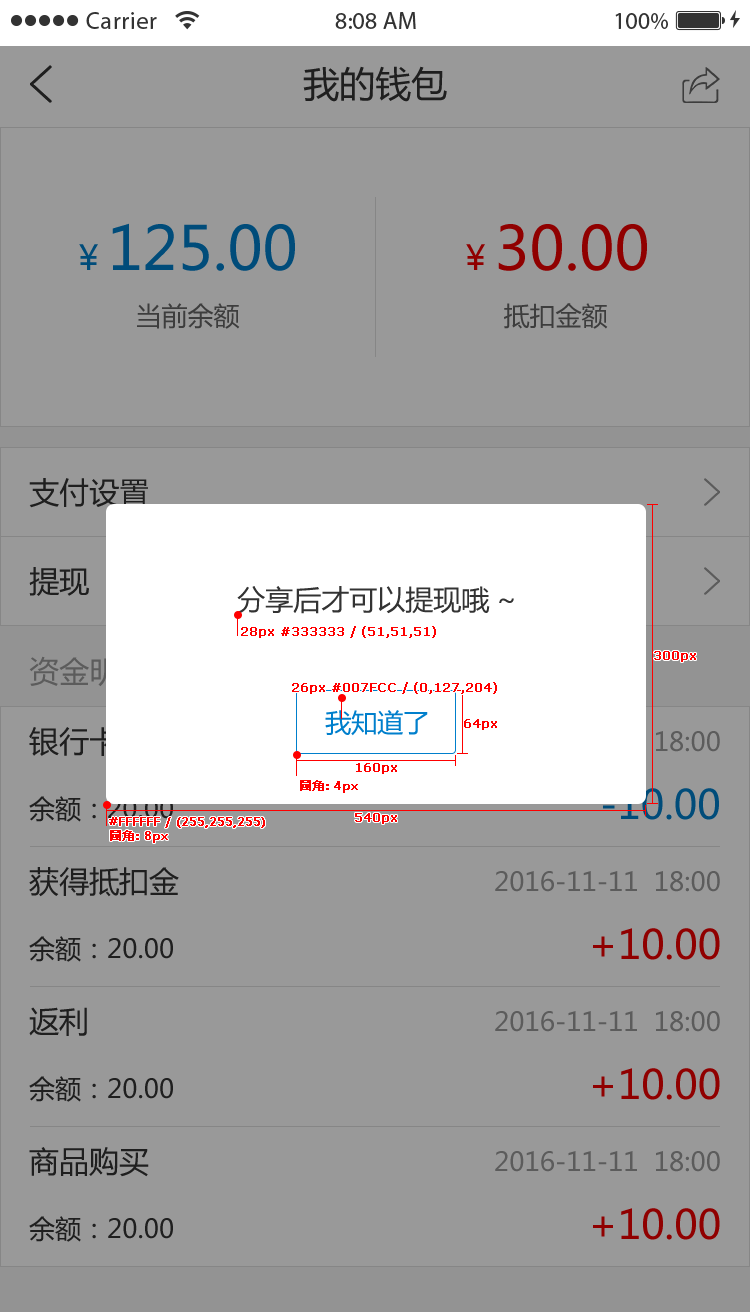 Carrier 8:08 AM 100%
我的钱包
¥ 125.00 ¥ 30.00
当前余额 抵扣金额
支付设置
提现
分享后才可以提现哦 ~
28px #333333 / (51,51,51)
300px
资金明
26px #007FCC / (0,127,204)
我知道了
64px
160px
圆角: 4px
银行卡 18:00
余额：20.00 -10.00
540px
#FFFFFF / (255,255,255)
圆角: 8px
获得抵扣金 2016-11-11 18:00
余额：20.00 +10.00
返利 2016-11-11 18:00
余额：20.00 +10.00
商品购买 2016-11-11 18:00
余额：20.00 +10.00